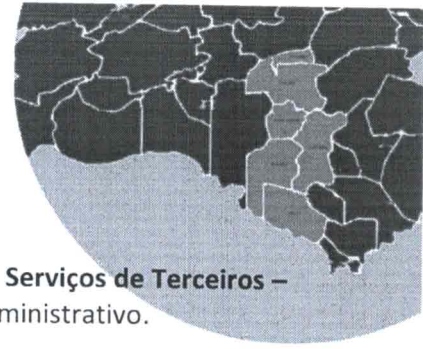 Serviços de Terceiros –
ministrativo.